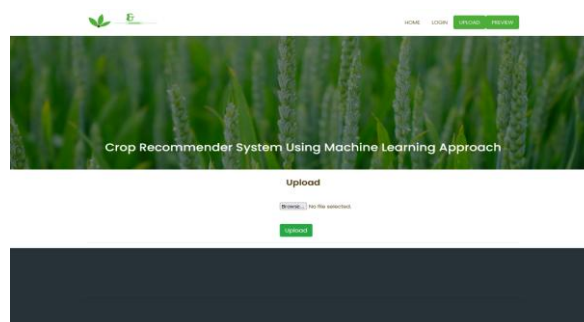 &
HOME LOGIN UPLOAD PREVIEW
Crop Recommender System Using Machine Learning Approach
Upload
Browse... No file selected.
Upload